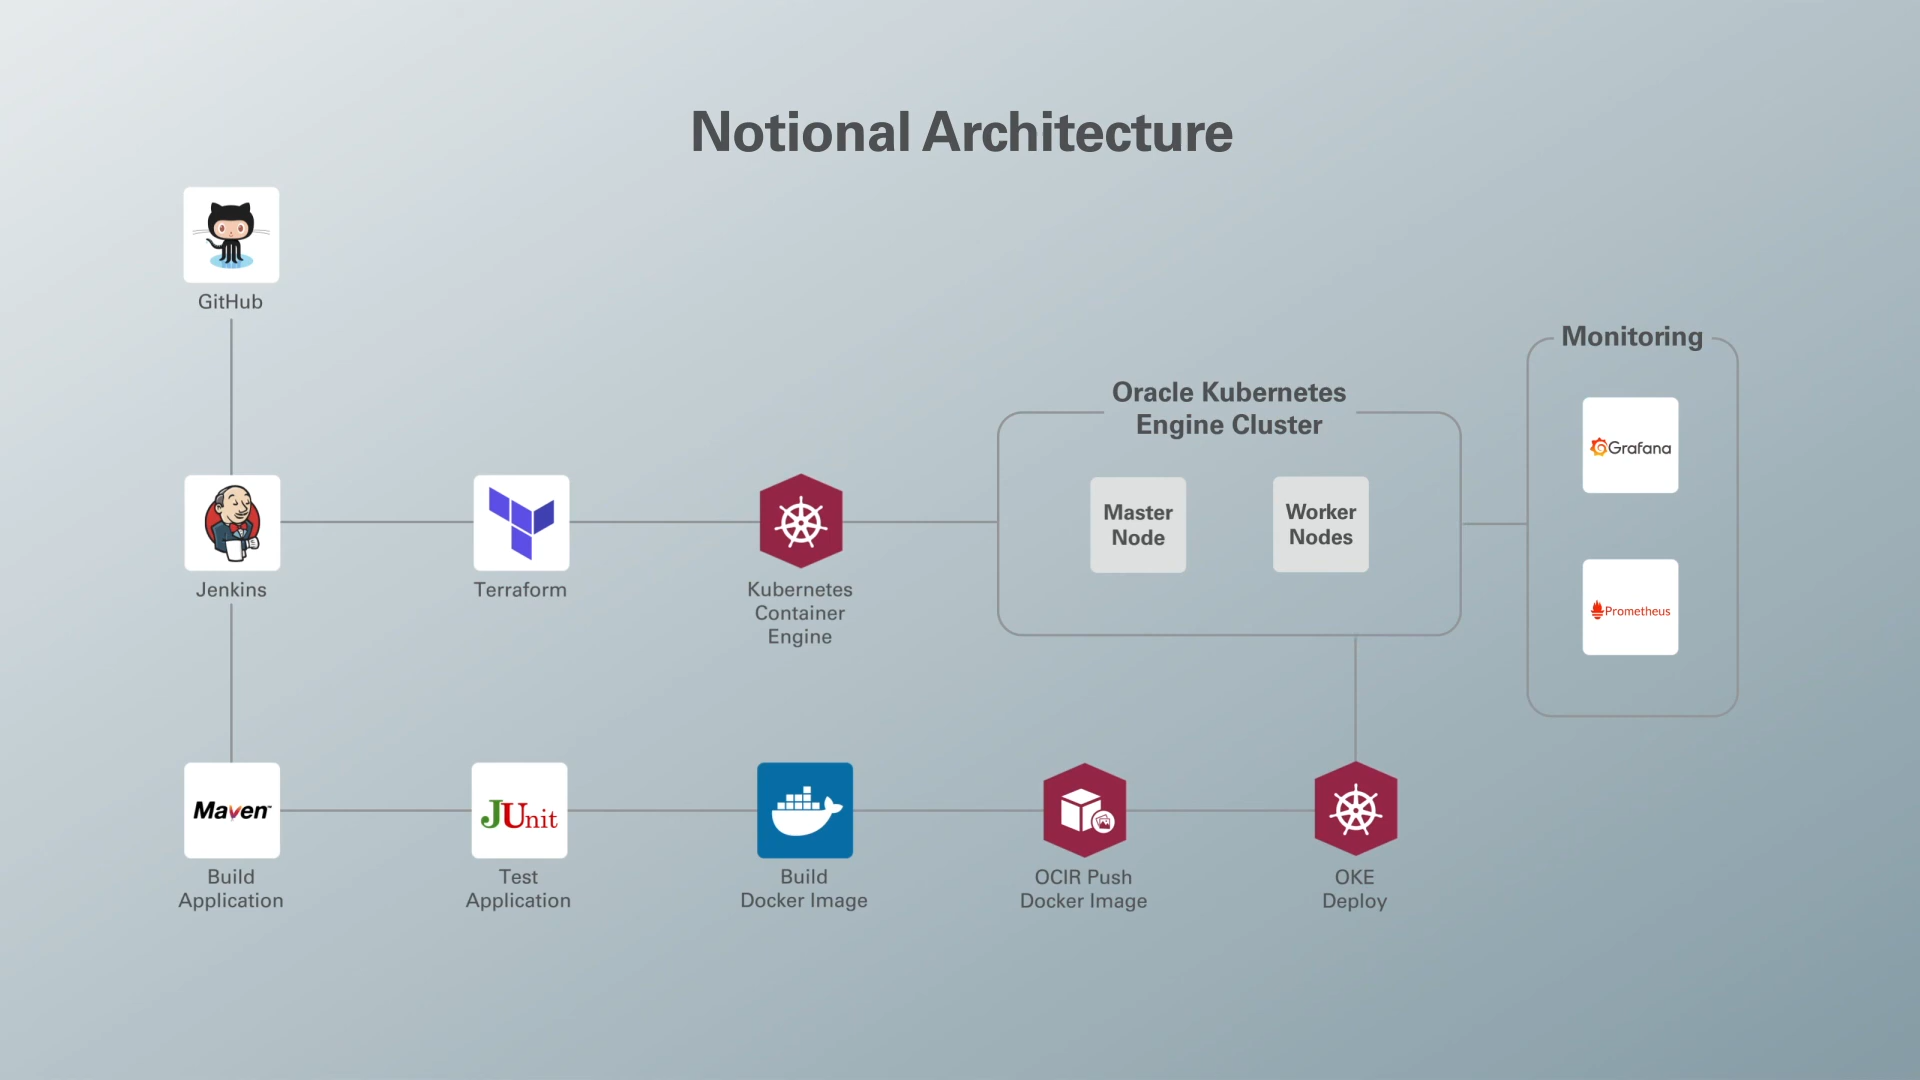 Notional Architecture
GitHub
Monitoring
Oracle Kubernetes
Engine Cluster
Grafana
Master
Node
Worker
Nodes
Jenkins
Terraform
Kubernetes
Container
Engine
Prometheus
Maven™
JUnit
Build
Application
Test
Application
Build
Docker Image
OCIR Push
Docker Image
OKE
Deploy